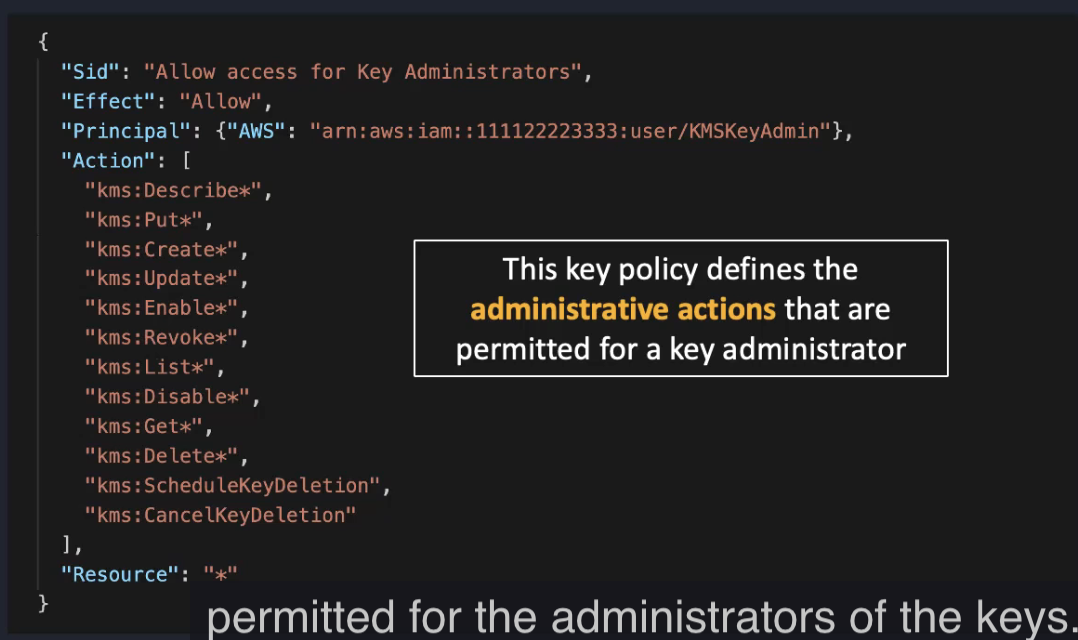 {
"Sid": "Allow access for Key Administrators",
"Effect": "Allow",
"Principal": {"AWS": "arn:aws:iam::111122223333:user/KMSKeyAdmin"},
"Action": [
"kms:Describe*",
"kms:Put*",
"kms:Create*",
"kms:Update*",
"kms:Enable*",
"kms:Revoke*",
"kms:List*",
"kms:Disable*",
"kms:Get*",
"kms:Delete*",
"kms:ScheduleKeyDeletion",
"kms:CancelKeyDeletion"
],
"Resource": "*"
}
This key policy defines the
administrative actions that are
permitted for a key administrator
permitted for the administrators of the keys.